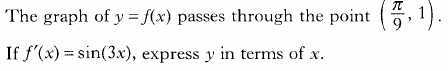 The graph of y = f(x) passes through the point (π/9, 1).
If f′(x) = sin(3x), express y in terms of x.